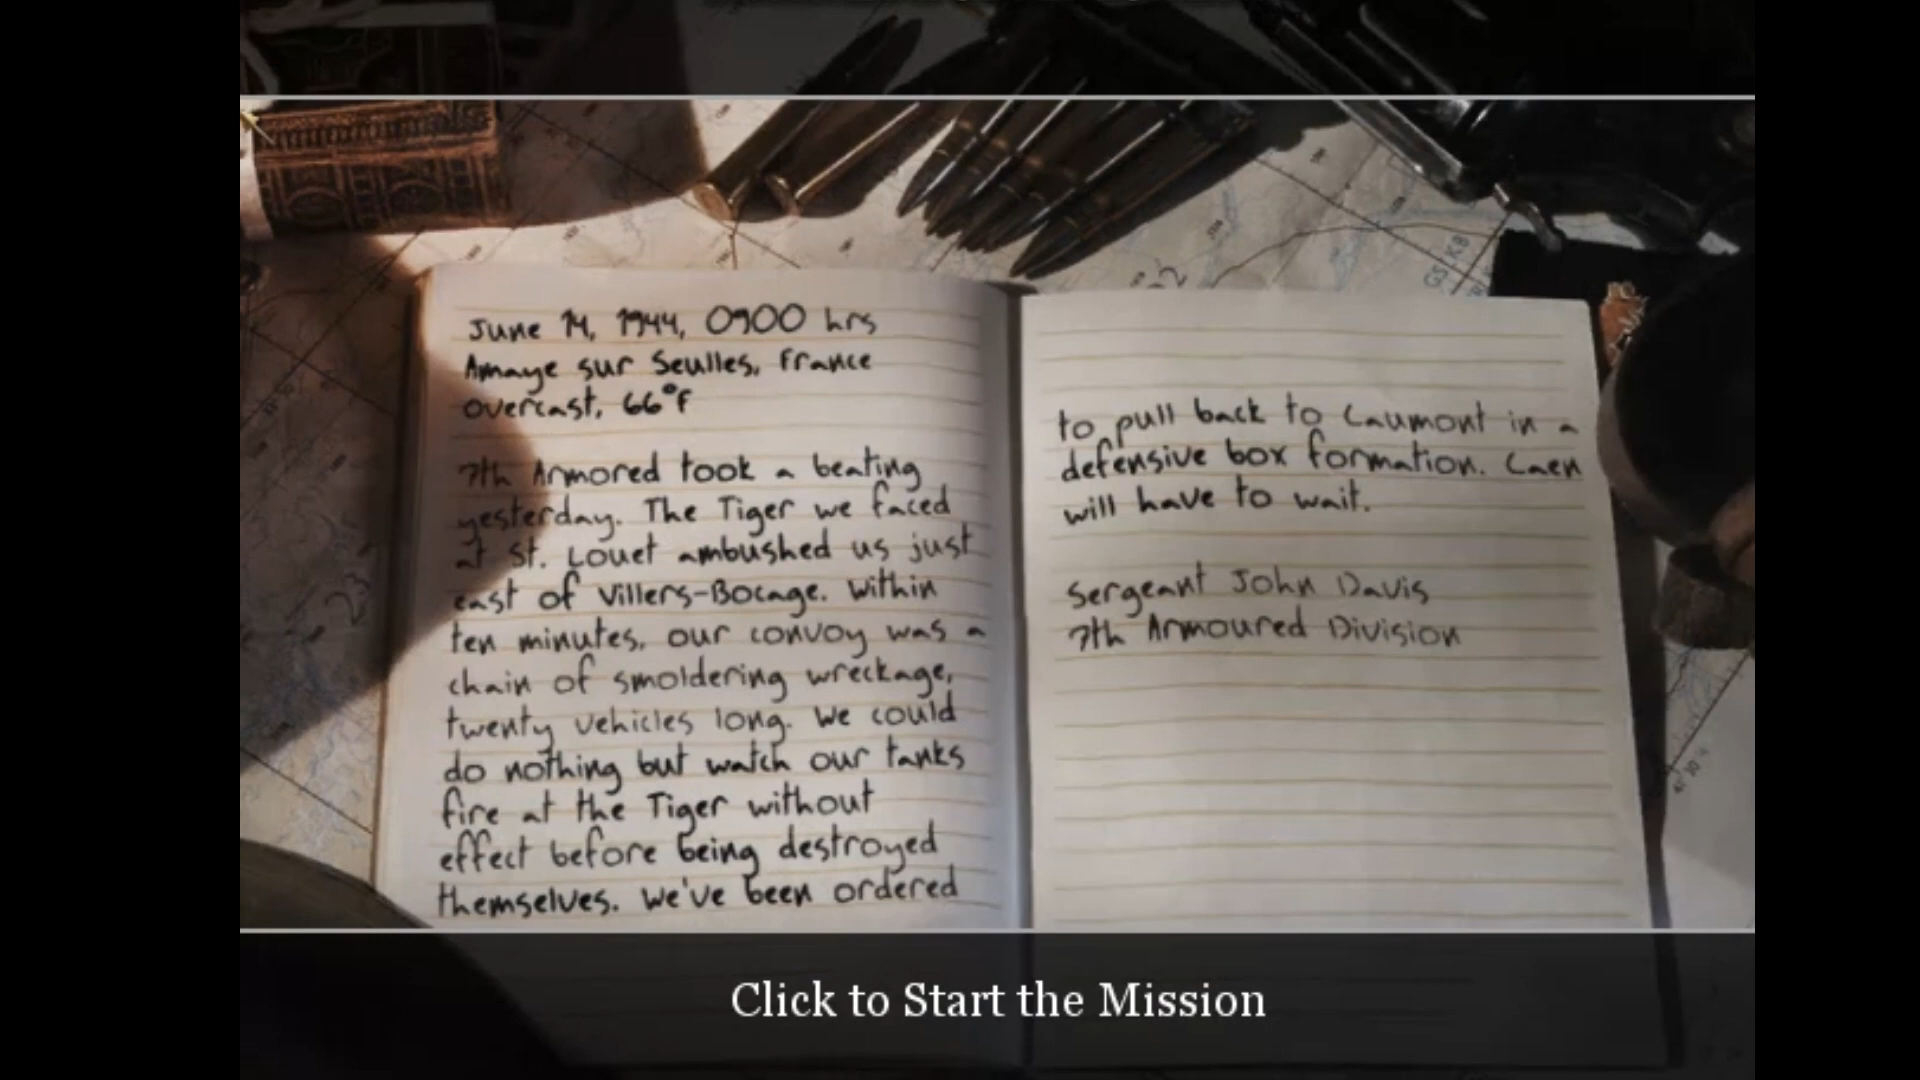 June 14, 1944, 0900 hrs
Amaye sur Seulles, France
overcast, 66°F
7th Armored took a beating
yesterday. The Tiger we faced
at St. Louet ambushed us just
east of Villers-Bocage. Within
ten minutes, our convoy was a
chain of smoldering wreckage,
twenty vehicles long. We could
do nothing but watch our tanks
fire at the Tiger without
effect before being destroyed
themselves. We've been ordered
to pull back to Caumont in a
defensive box formation. Caen
will have to wait.
Sergeant John Davis
7th Armoured Division
GSGS
Click to Start the Mission